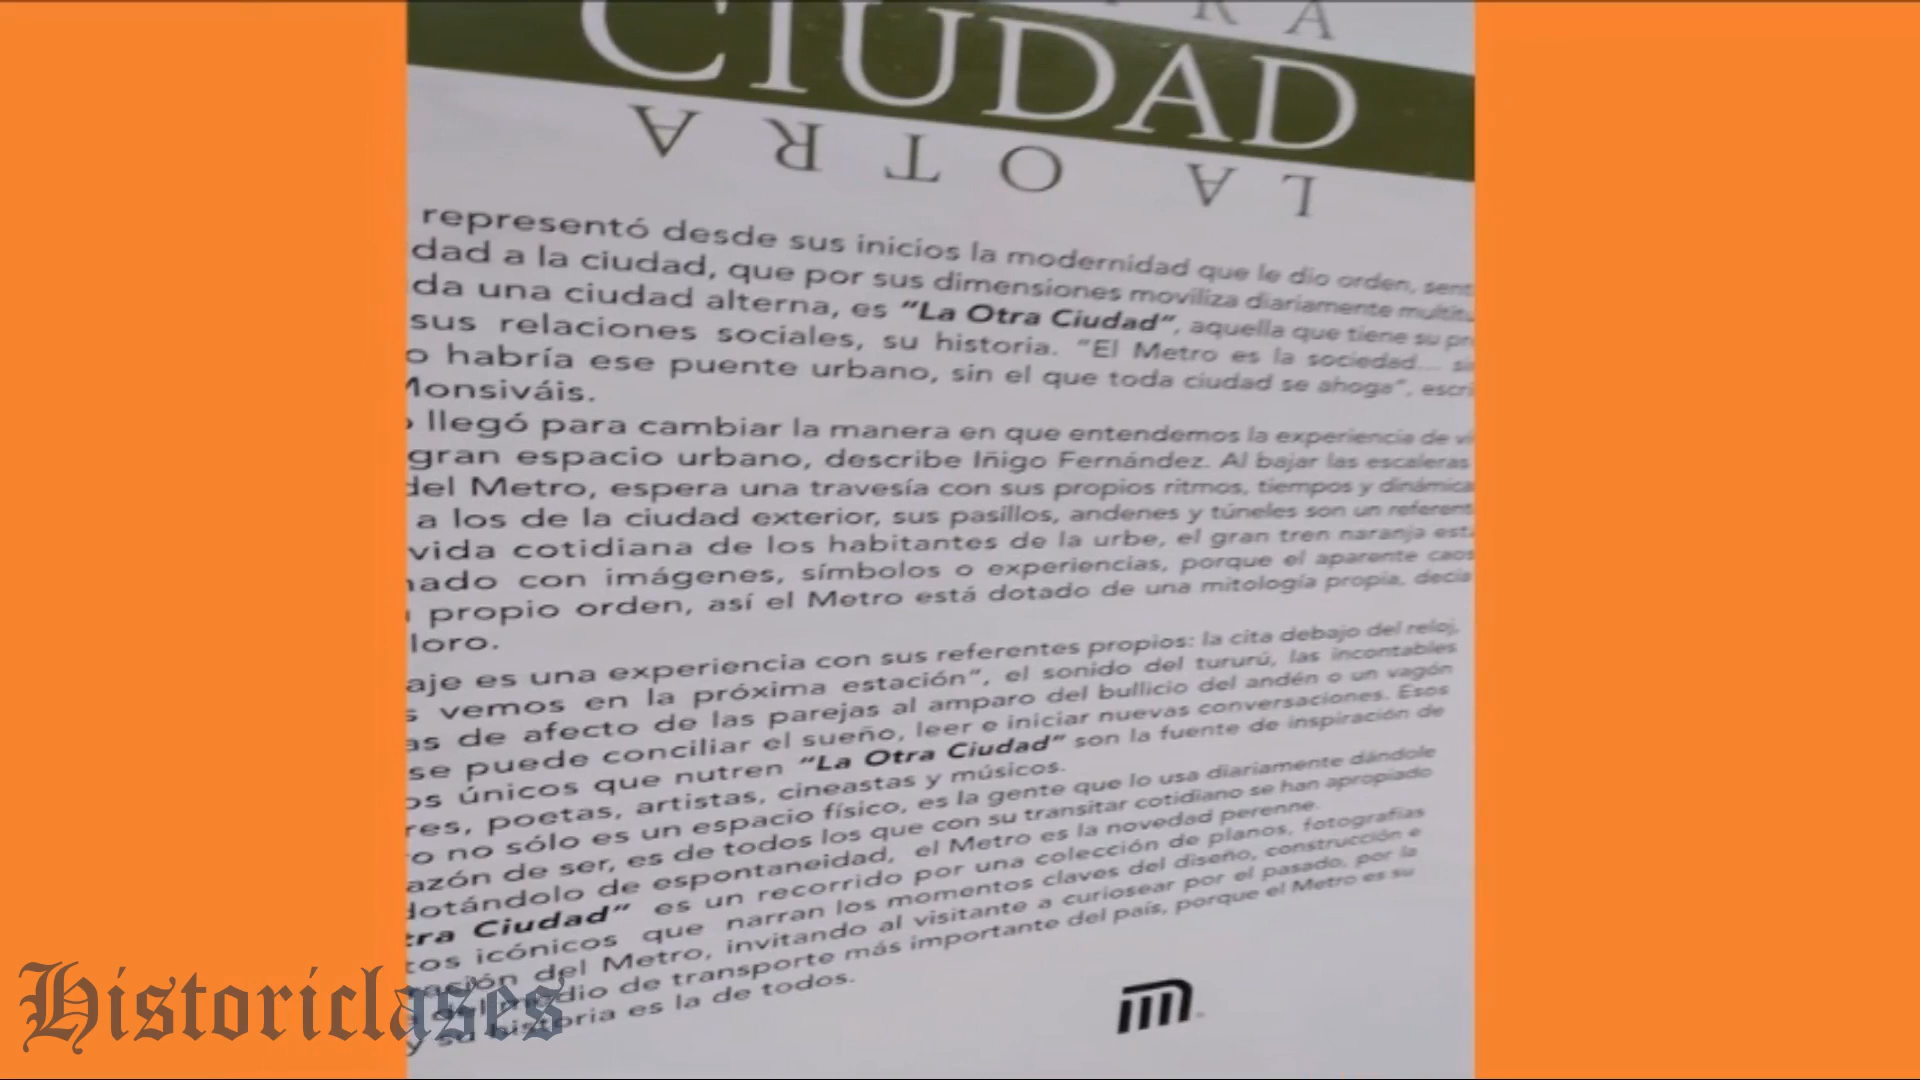 CIUDAD
LA OTRA
representó desde sus inicios la modernidad que le dio orden,
dad a la ciudad, que por sus dimensiones moviliza diariamente
da una ciudad alterna, es "La Otra Ciudad", aquella que tiene su
sus relaciones sociales, su historia. "El Metro es la sociedad...
o habría ese puente urbano, sin el que toda ciudad se ahoga",
Monsiváis.
llegó para cambiar la manera en que entendemos la experiencia de
gran espacio urbano, describe Iñigo Fernández. Al bajar las escaleras
del Metro, espera una travesía con sus propios ritmos, tiempos y
a los de la ciudad exterior, sus pasillos, andenes y túneles son un
vida cotidiana de los habitantes de la urbe, el gran tren naranja
nado con imágenes, símbolos o experiencias, porque el aparente caos
propio orden, así el Metro está dotado de una mitología propia, decía
loro.
aje es una experiencia con sus referentes propios: la cita debajo del reloj,
s vemos en la próxima estación", el sonido del tururú, las incontables
as de afecto de las parejas al amparo del bullicio del andén o un vagón
se puede conciliar el sueño, leer e iniciar nuevas conversaciones. Esos
os únicos que nutren "La Otra Ciudad" son la fuente de inspiración de
res, poetas, artistas, cineastas y músicos.
o no sólo es un espacio físico, es la gente que lo usa diariamente dándole
azón de ser, es de todos los que con su transitar cotidiano se han apropiado
dotándolo de espontaneidad, el Metro es la novedad perenne.
tra Ciudad" es un recorrido por una colección de planos, fotografías
tos icónicos que narran los momentos claves del diseño, construcción e
ación del Metro, invitando al visitante a curiosear por el pasado, por la
del medio de transporte más importante del país, porque el Metro es su
y su historia es la de todos.
Historiclases